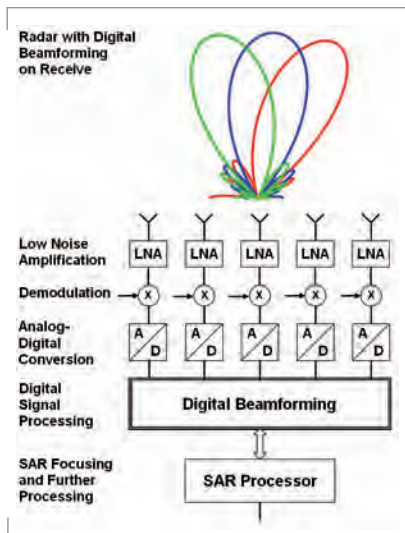 Radar with Digital
Beamforming
on Receive
Low Noise
Amplification
LNA LNA LNA LNA LNA
Demodulation
X X X X X
Analog-
Digital
Conversion
A D A D A D A D A D
Digital
Signal
Processing
Digital Beamforming
SAR Focusing
and Further
Processing
SAR Processor